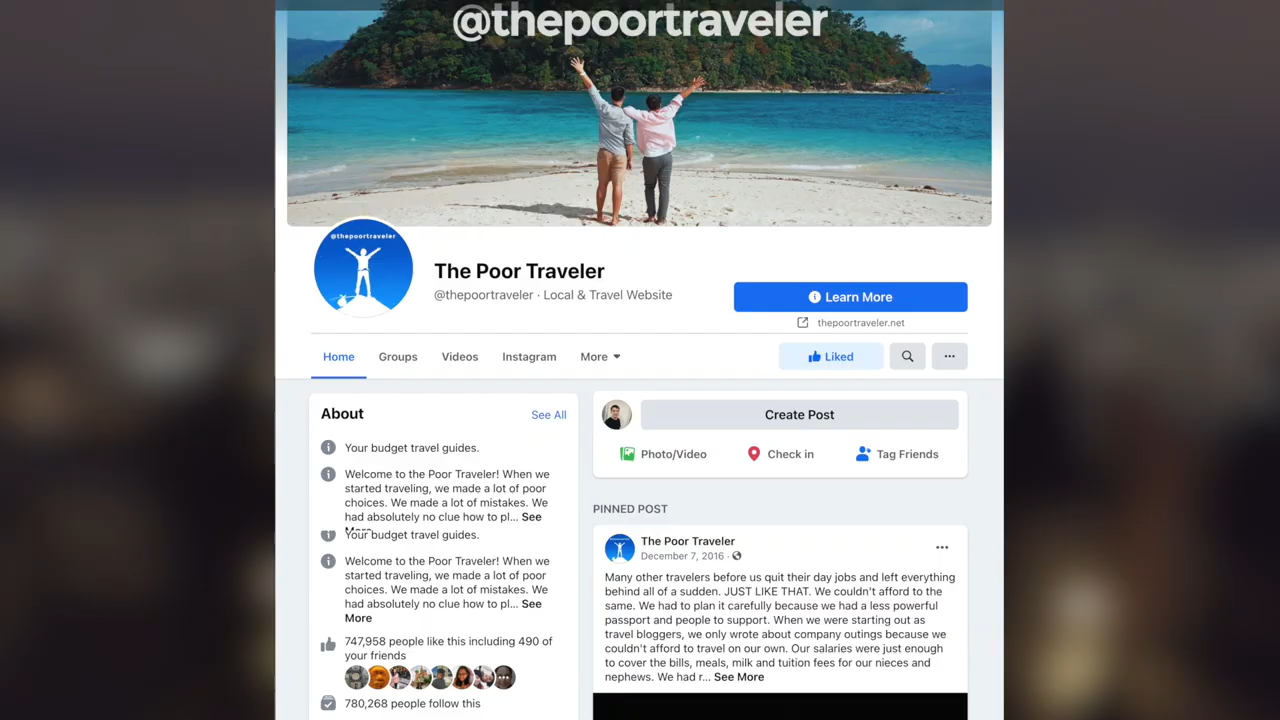 @thepoortraveler
@thepoortraveler
The Poor Traveler
@thepoortraveler · Local & Travel Website
Learn More
thepoortraveler.net
Home
Groups
Videos
Instagram
More
Liked
About
See All
Your budget travel guides.
Welcome to the Poor Traveler! When we
started traveling, we made a lot of poor
choices. We made a lot of mistakes. We
had absolutely no clue how to pl... See
More
Your budget travel guides.
Welcome to the Poor Traveler! When we
started traveling, we made a lot of poor
choices. We made a lot of mistakes. We
had absolutely no clue how to pl... See
More
747,958 people like this including 490 of
your friends
780,268 people follow this
Create Post
Photo/Video
Check in
Tag Friends
PINNED POST
The Poor Traveler
December 7, 2016 ·
Many other travelers before us quit their day jobs and left everything
behind all of a sudden. JUST LIKE THAT. We couldn't afford to the
same. We had to plan it carefully because we had a less powerful
passport and people to support. When we were starting out as
travel bloggers, we only wrote about company outings because we
couldn't afford to travel on our own. Our salaries were just enough
to cover the bills, meals, milk and tuition fees for our nieces and
nephews. We had r... See More